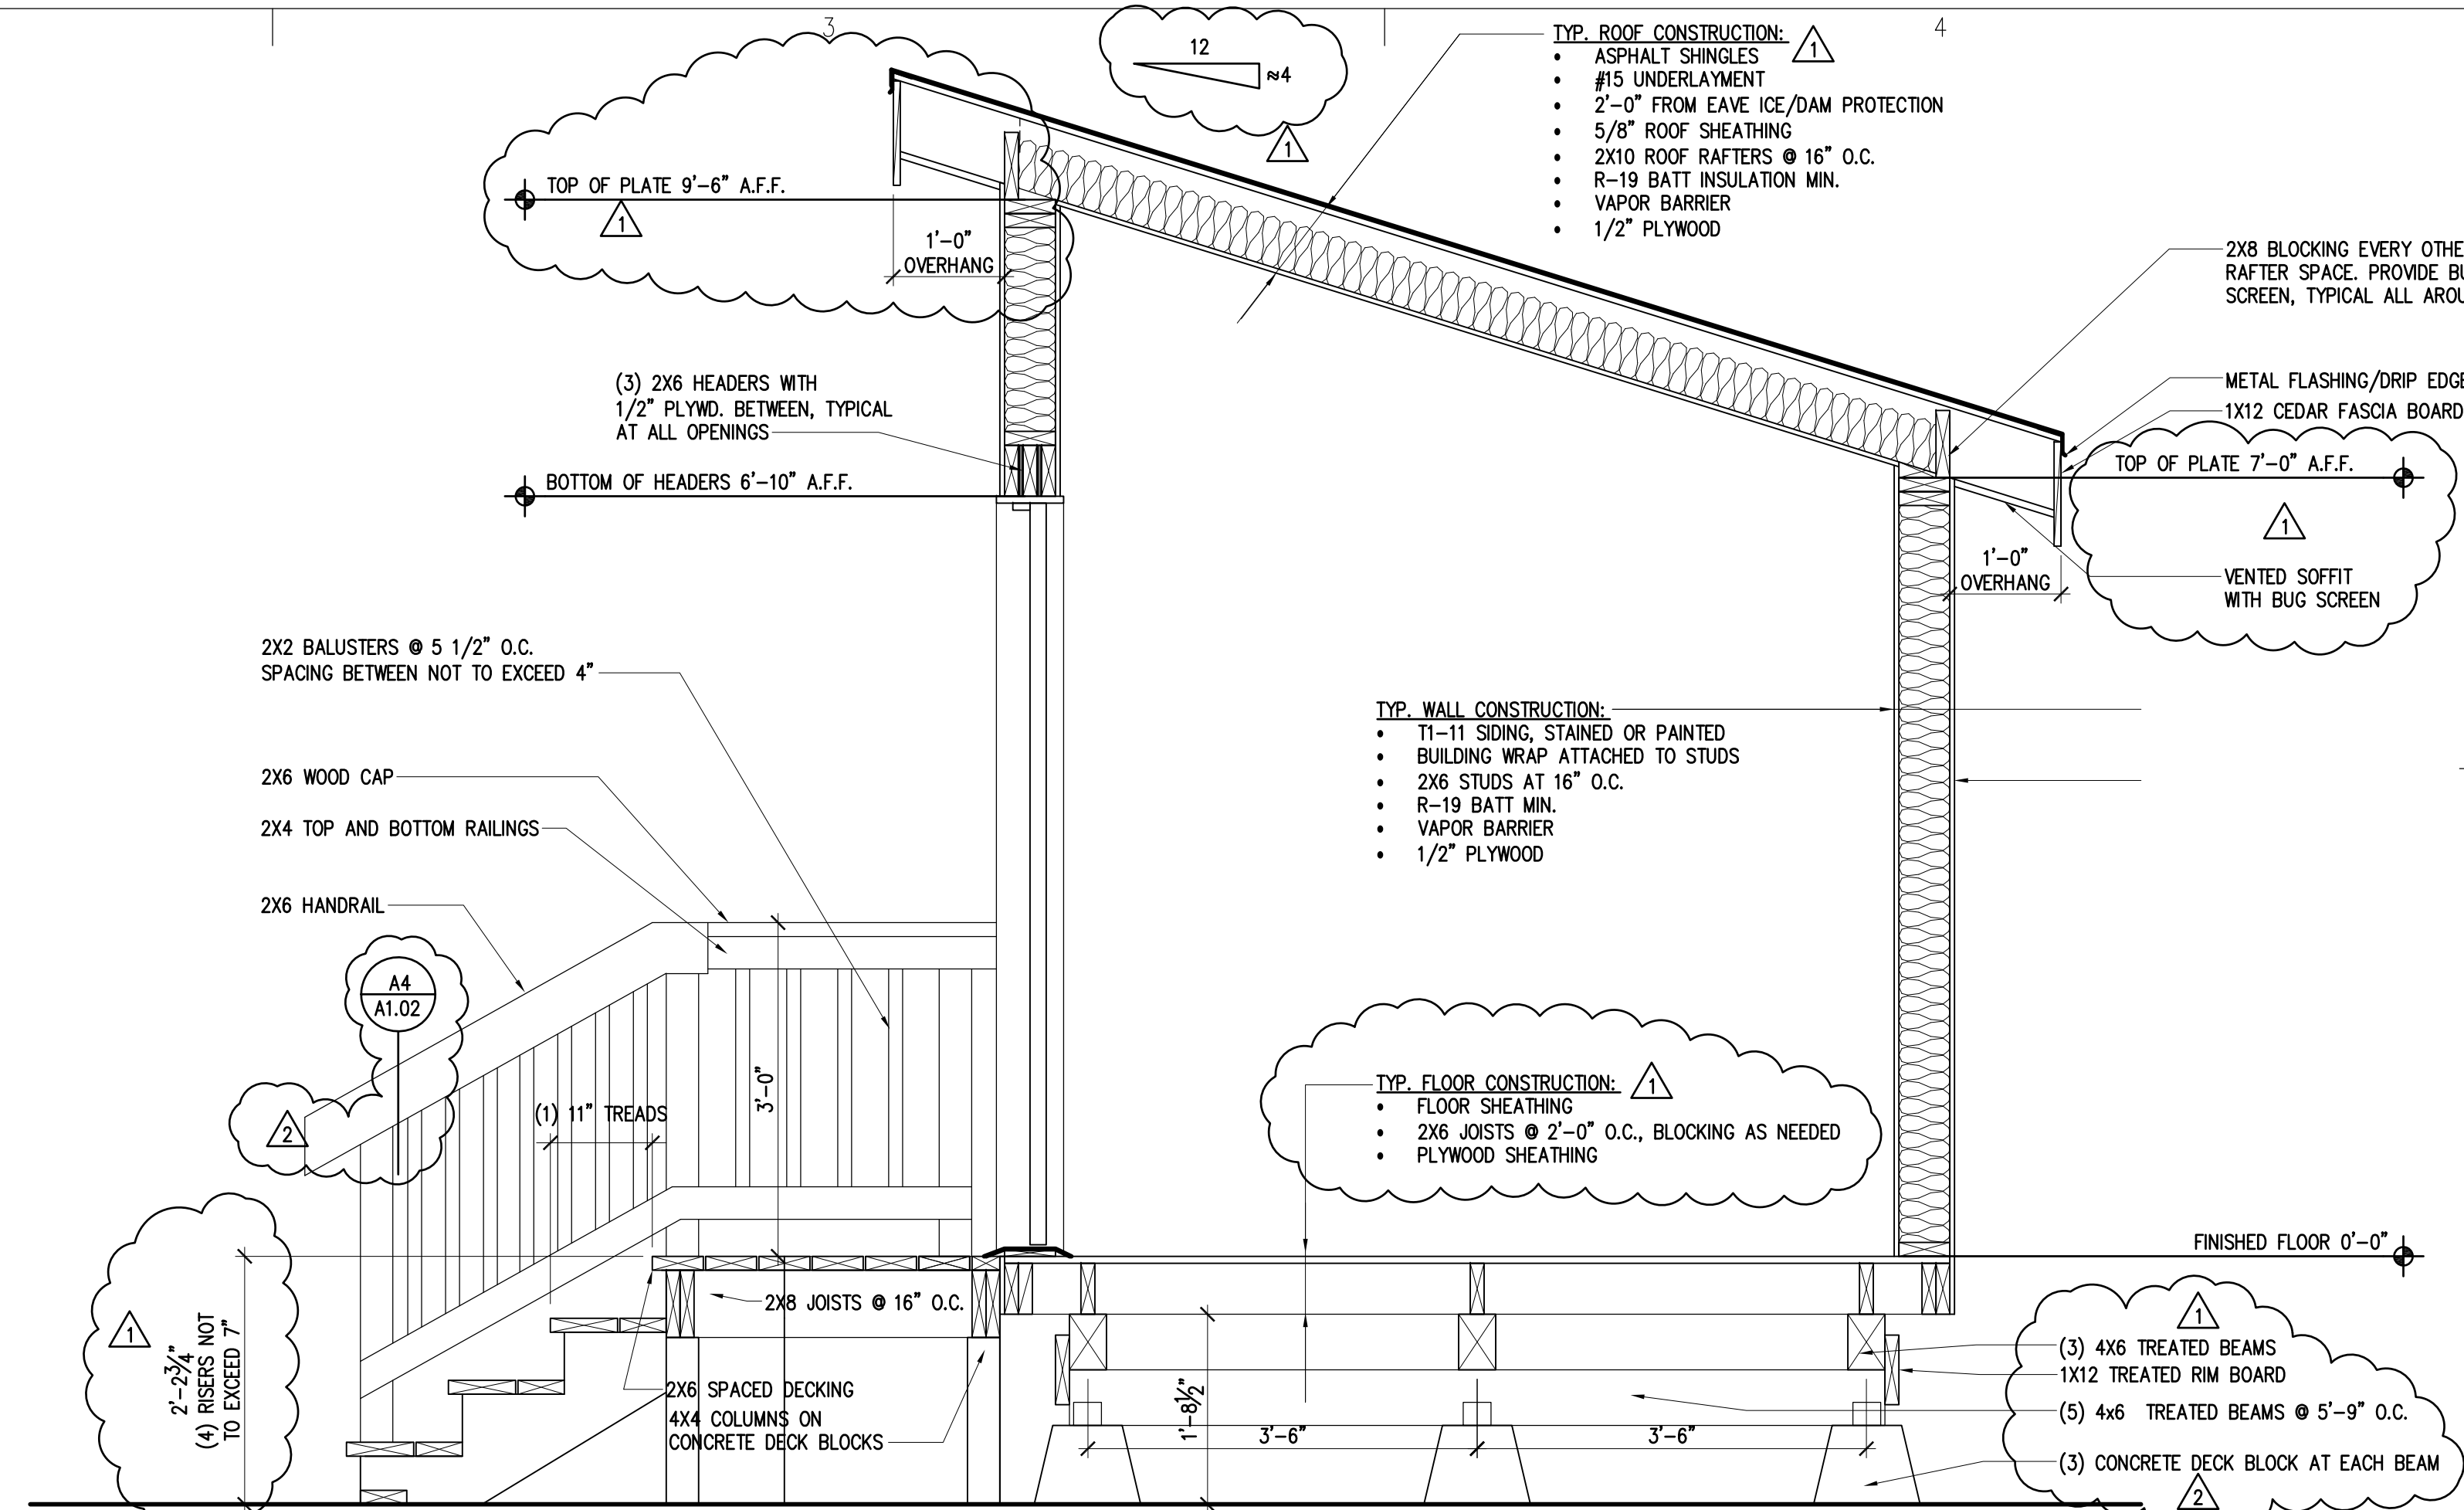 3
4
12
≈4
1
TYP. ROOF CONSTRUCTION:
1
• ASPHALT SHINGLES
• #15 UNDERLAYMENT
• 2'-0" FROM EAVE ICE/DAM PROTECTION
• 5/8" ROOF SHEATHING
• 2X10 ROOF RAFTERS @ 16" O.C.
• R-19 BATT INSULATION MIN.
• VAPOR BARRIER
• 1/2" PLYWOOD
TOP OF PLATE 9'-6" A.F.F.
1
1'-0"
OVERHANG
2X8 BLOCKING EVERY
RAFTER SPACE. PROVIDE
SCREEN, TYPICAL ALL
(3) 2X6 HEADERS WITH
1/2" PLYWD. BETWEEN, TYPICAL
AT ALL OPENINGS
METAL FLASHING/DRIP EDGE
1X12 CEDAR FASCIA BOARD
BOTTOM OF HEADERS 6'-10" A.F.F.
TOP OF PLATE 7'-0" A.F.F.
1
1'-0"
OVERHANG
VENTED SOFFIT
WITH BUG SCREEN
2X2 BALUSTERS @ 5 1/2" O.C.
SPACING BETWEEN NOT TO EXCEED 4"
TYP. WALL CONSTRUCTION:
• T1-11 SIDING, STAINED OR PAINTED
• BUILDING WRAP ATTACHED TO STUDS
• 2X6 STUDS AT 16" O.C.
• R-19 BATT MIN.
• VAPOR BARRIER
• 1/2" PLYWOOD
2X6 WOOD CAP
2X4 TOP AND BOTTOM RAILINGS
2X6 HANDRAIL
A4
A1.02
2
(1) 11" TREADS
3'-0"
TYP. FLOOR CONSTRUCTION:
1
• FLOOR SHEATHING
• 2X6 JOISTS @ 2'-0" O.C., BLOCKING AS NEEDED
• PLYWOOD SHEATHING
FINISHED FLOOR 0'-0"
1
2'-2¾"
(4) RISERS NOT
TO EXCEED 7"
2X8 JOISTS @ 16" O.C.
2X6 SPACED DECKING
4X4 COLUMNS ON
CONCRETE DECK BLOCKS
1'-8½"
3'-6"
3'-6"
1
(3) 4X6 TREATED BEAMS
1X12 TREATED RIM BOARD
(5) 4x6 TREATED BEAMS @ 5'-9" O.C.
(3) CONCRETE DECK BLOCK AT EACH BEAM
2